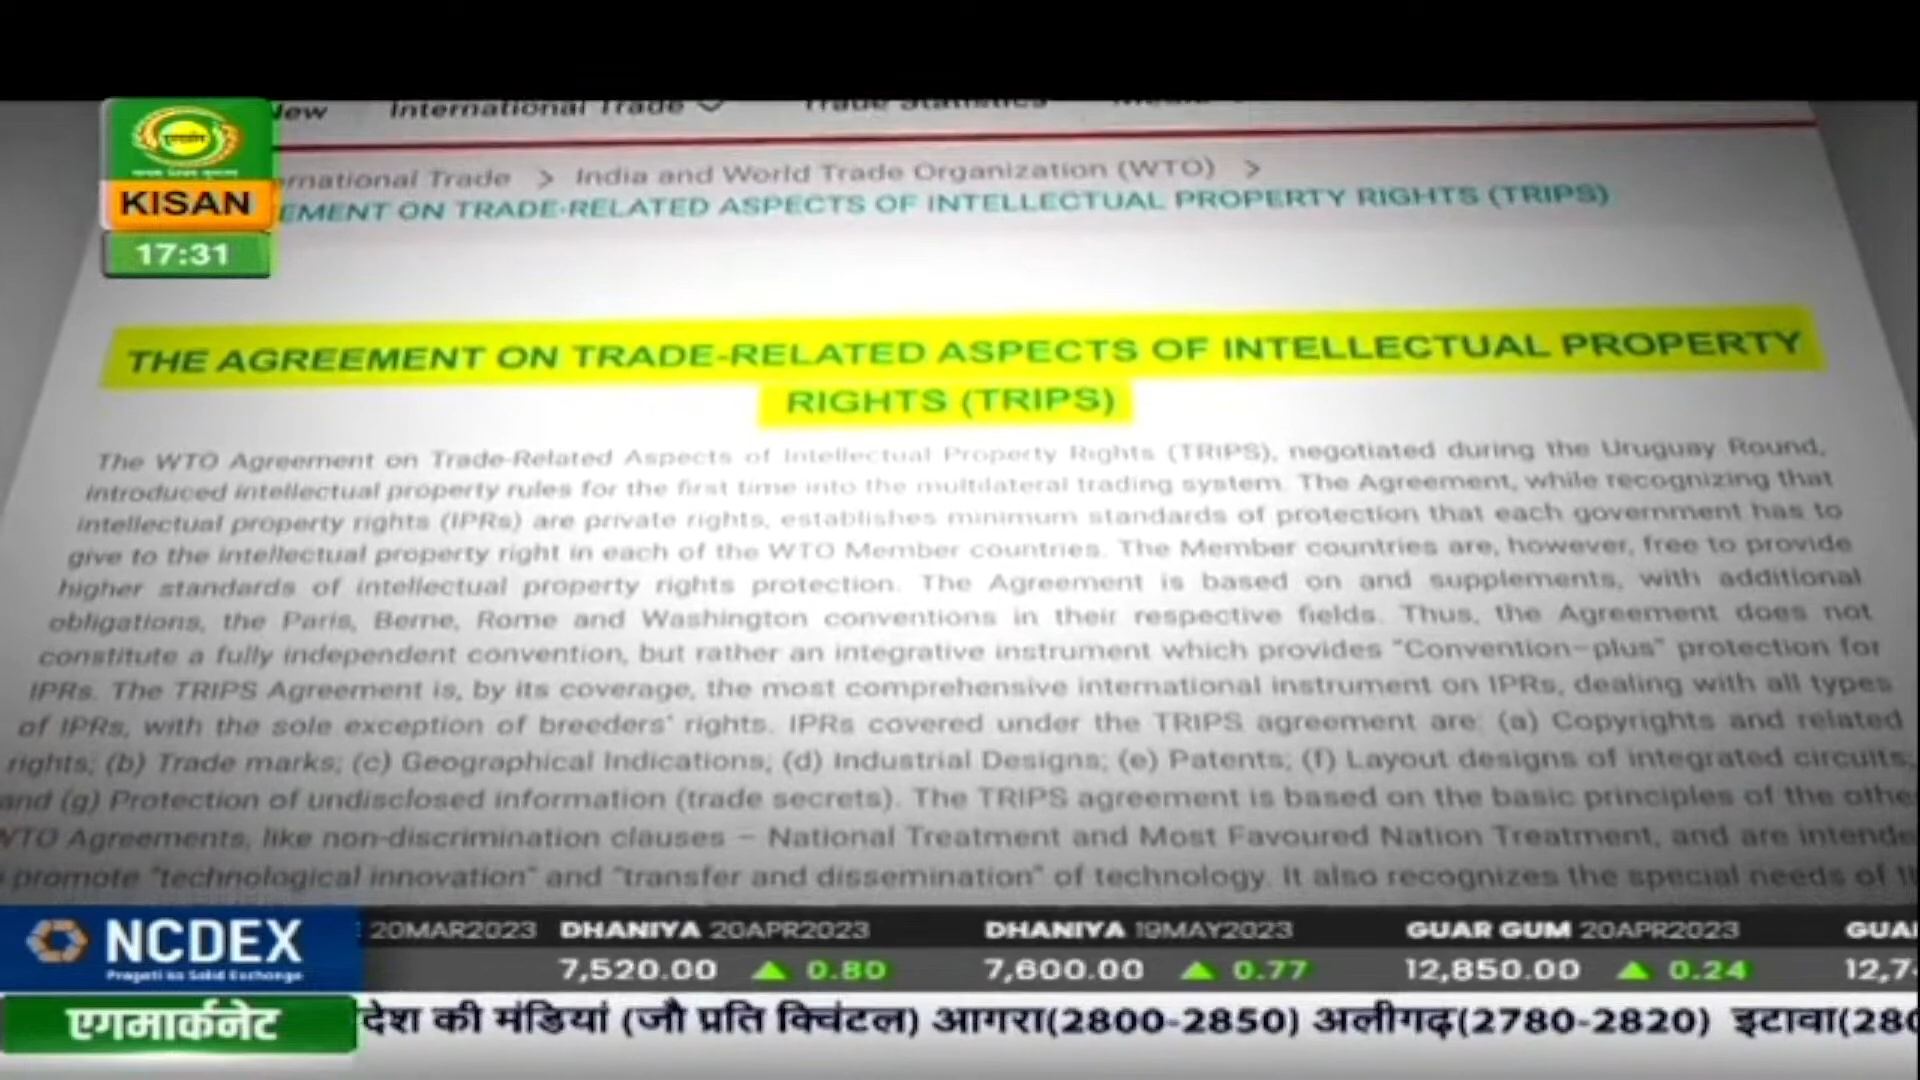 New International Trade Trade Statistics
KISAN
17:31
ernational Trade > India and World Trade Organization (WTO) >
EMENT ON TRADE-RELATED ASPECTS OF INTELLECTUAL PROPERTY RIGHTS (TRIPS)
THE AGREEMENT ON TRADE-RELATED ASPECTS OF INTELLECTUAL PROPERTY
RIGHTS (TRIPS)
The WTO Agreement on Trade-Related Aspects of Intellectual Property Rights (TRIPS), negotiated during the Uruguay Round,
introduced intellectual property rules for the first time into the multilateral trading system. The Agreement, while recognizing that
intellectual property rights (IPRs) are private rights, establishes minimum standards of protection that each government has to
give to the intellectual property right in each of the WTO Member countries. The Member countries are, however, free to provide
higher standards of intellectual property rights protection. The Agreement is based on and supplements, with additional
obligations, the Paris, Berne, Rome and Washington conventions in their respective fields. Thus, the Agreement does not
constitute a fully independent convention, but rather an integrative instrument which provides "Convention-plus" protection for
IPRs. The TRIPS Agreement is, by its coverage, the most comprehensive international instrument on IPRs, dealing with all types
of IPRs, with the sole exception of breeders' rights. IPRs covered under the TRIPS agreement are: (a) Copyrights and related
rights; (b) Trade marks; (c) Geographical Indications; (d) Industrial Designs; (e) Patents; (f) Layout designs of integrated circuits;
and (g) Protection of undisclosed information (trade secrets). The TRIPS agreement is based on the basic principles of the othe
WTO Agreements, like non-discrimination clauses – National Treatment and Most Favoured Nation Treatment, and are intende
promote "technological innovation" and "transfer and dissemination" of technology. It also recognizes the special needs of
NCDEX
Pragati ka Solid Exchange
20MAR2023 DHANIYA 20APR2023 DHANIYA 19MAY2023 GUAR GUM 20APR2023 GUA
7,520.00 ▲ 0.80 7,600.00 ▲ 0.77 12,850.00 ▲ 0.24 12,7
एगमार्कनेट
देश की मंडियां (जौ प्रति क्विंटल) आगरा(2800-2850) अलीगढ़(2780-2820) इटावा(280